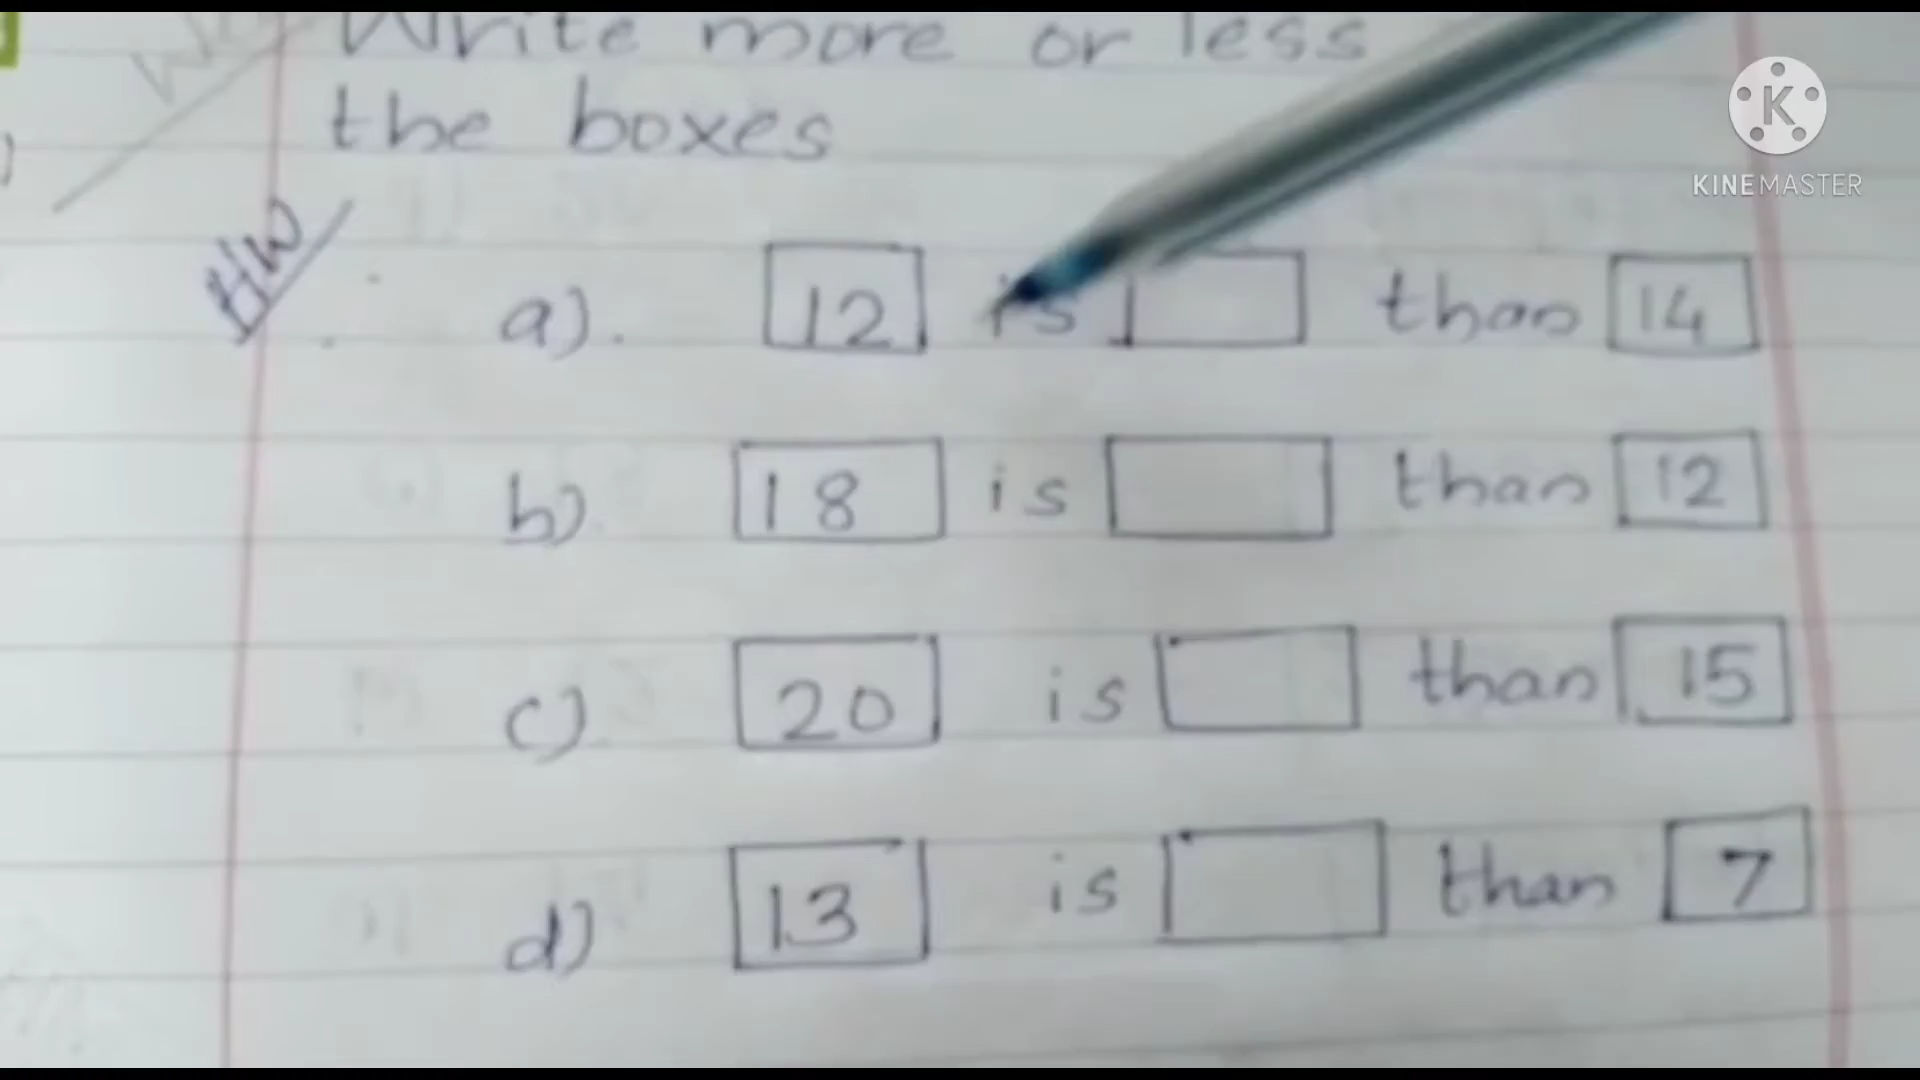 Write more or less
the boxes
HW
a). 12 is than 14
b) 18 is than 12
c) 20 is than 15
d) 13 is than 7
KINEMASTER